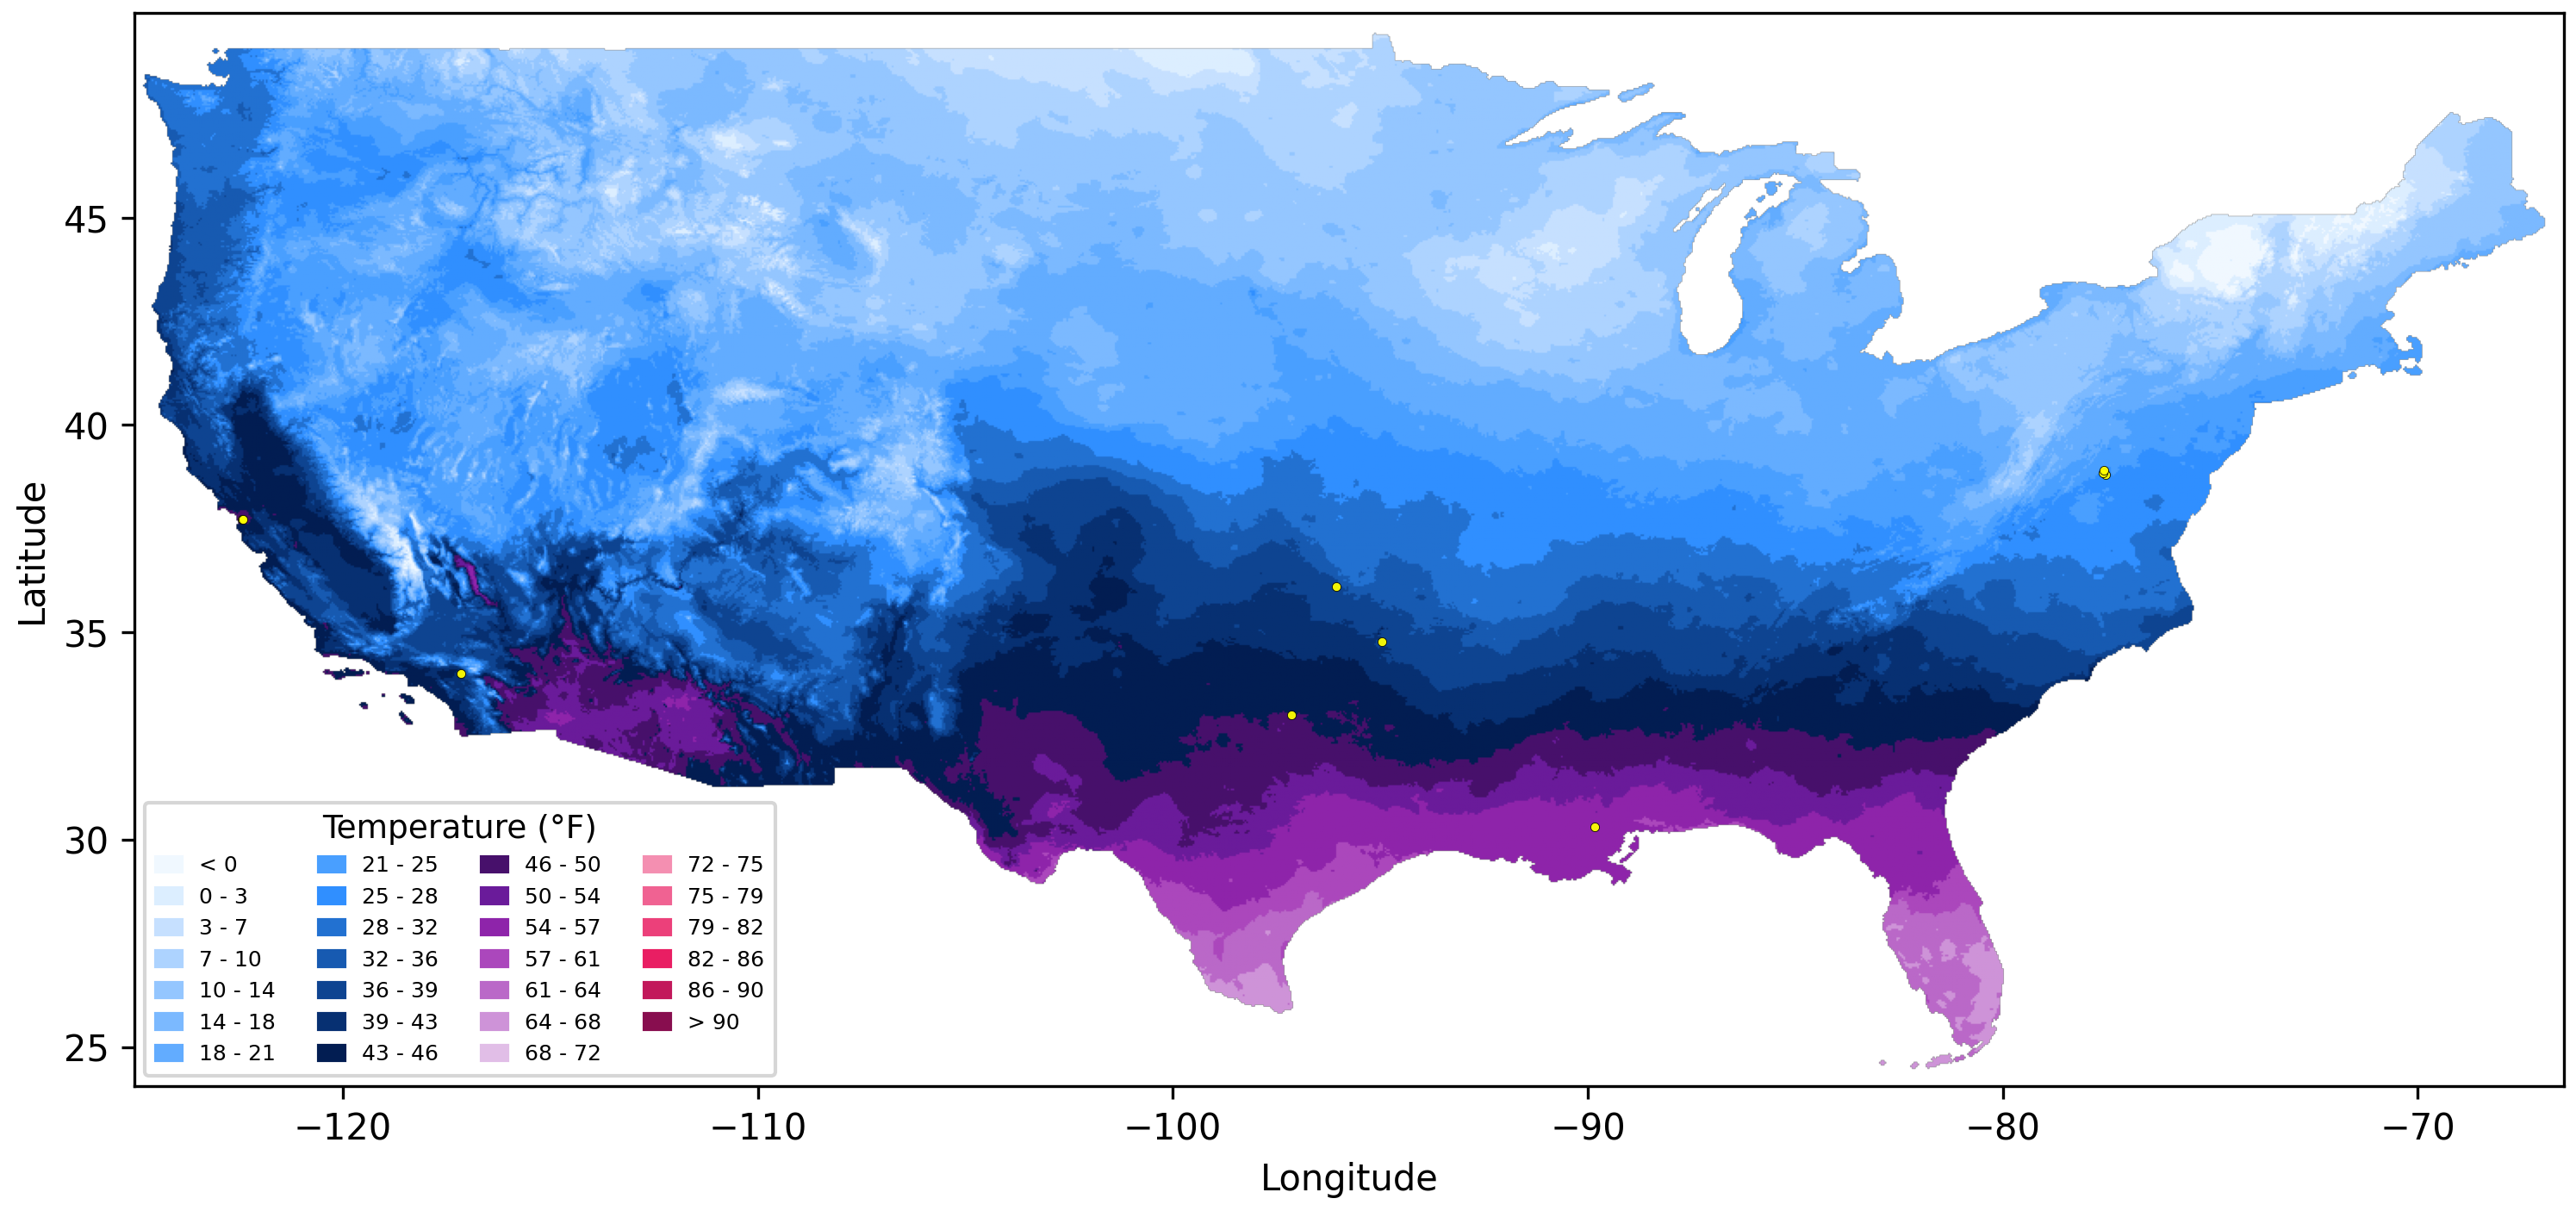 Latitude
45
40
35
30
25
Temperature (°F)
< 0
0 - 3
3 - 7
7 - 10
10 - 14
14 - 18
18 - 21
21 - 25
25 - 28
28 - 32
32 - 36
36 - 39
39 - 43
43 - 46
46 - 50
50 - 54
54 - 57
57 - 61
61 - 64
64 - 68
68 - 72
72 - 75
75 - 79
79 - 82
82 - 86
86 - 90
> 90
−120
−110
−100
−90
−80
−70
Longitude